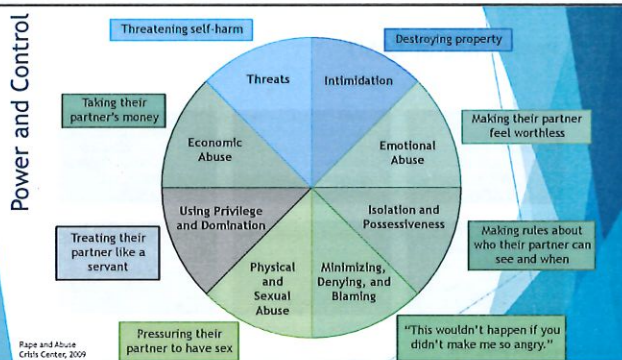 Power and Control
Threatening self-harm
Destroying property
Threats
Intimidation
Taking their
partner's money
Economic
Abuse
Emotional
Abuse
Making their partner
feel worthless
Treating their
partner like a
servant
Using Privilege
and Domination
Isolation and
Possessiveness
Making rules about
who their partner can
see and when
Physical
and
Sexual
Abuse
Minimizing,
Denying, and
Blaming
Pressuring their
partner to have sex
"This wouldn't happen if you
didn't make me so angry."
Rape and Abuse
Crisis Center, 2009